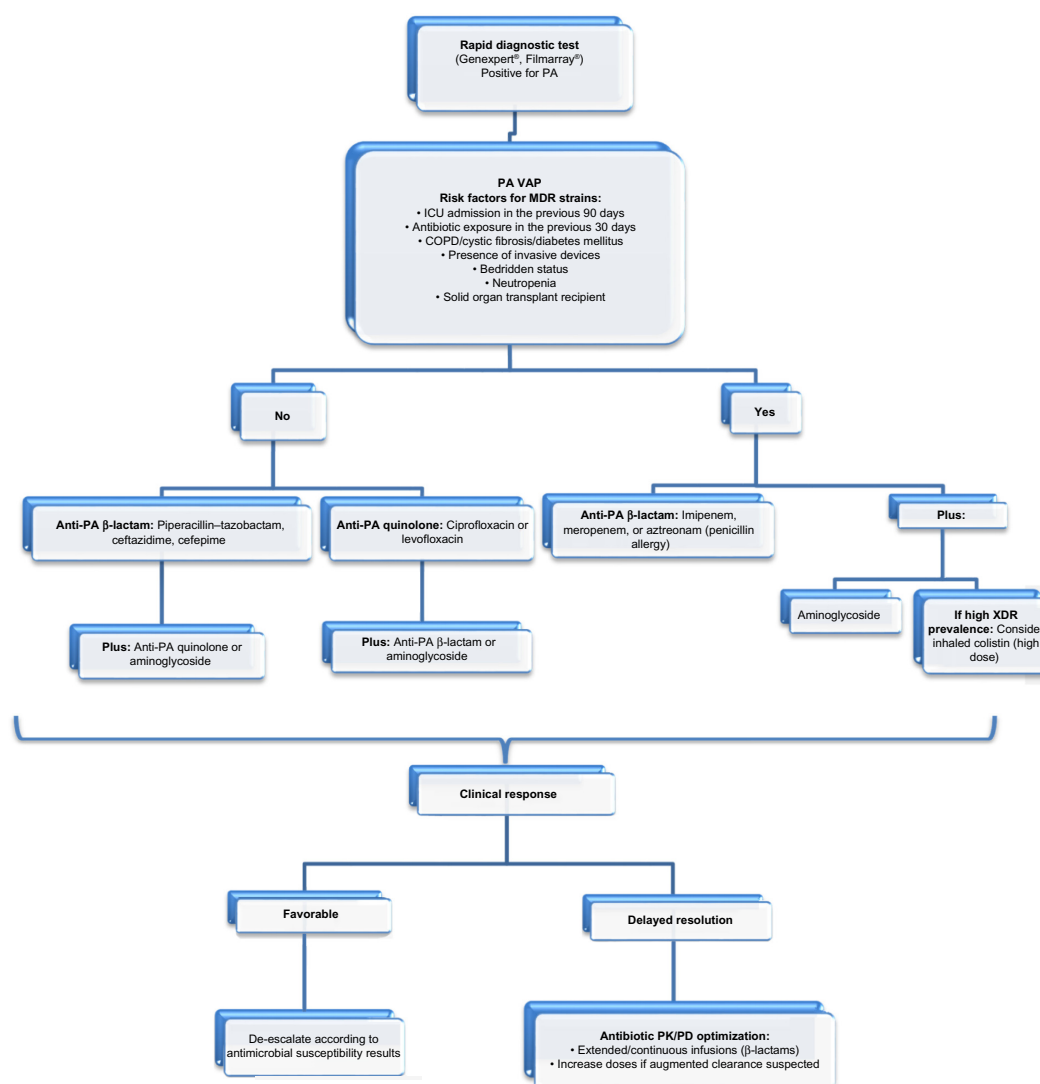 Rapid diagnostic test
(Genexpert®, Filmarray®)
Positive for PA
PA VAP
Risk factors for MDR strains:
• ICU admission in the previous 90 days
• Antibiotic exposure in the previous 30 days
• COPD/cystic fibrosis/diabetes mellitus
• Presence of invasive devices
• Bedridden status
• Neutropenia
• Solid organ transplant recipient
No
Yes
Anti-PA β-lactam: Piperacillin–tazobactam,
ceftazidime, cefepime
Anti-PA quinolone: Ciprofloxacin or
levofloxacin
Anti-PA β-lactam: Imipenem,
meropenem, or aztreonam (penicillin
allergy)
Plus:
Plus: Anti-PA quinolone or
aminoglycoside
Plus: Anti-PA β-lactam or
aminoglycoside
Aminoglycoside
If high XDR
prevalence: Conside
inhaled colistin (high
dose)
Clinical response
Favorable
Delayed resolution
De-escalate according to
antimicrobial susceptibility results
Antibiotic PK/PD optimization:
• Extended/continuous infusions (β-lactams)
• Increase doses if augmented clearance suspected